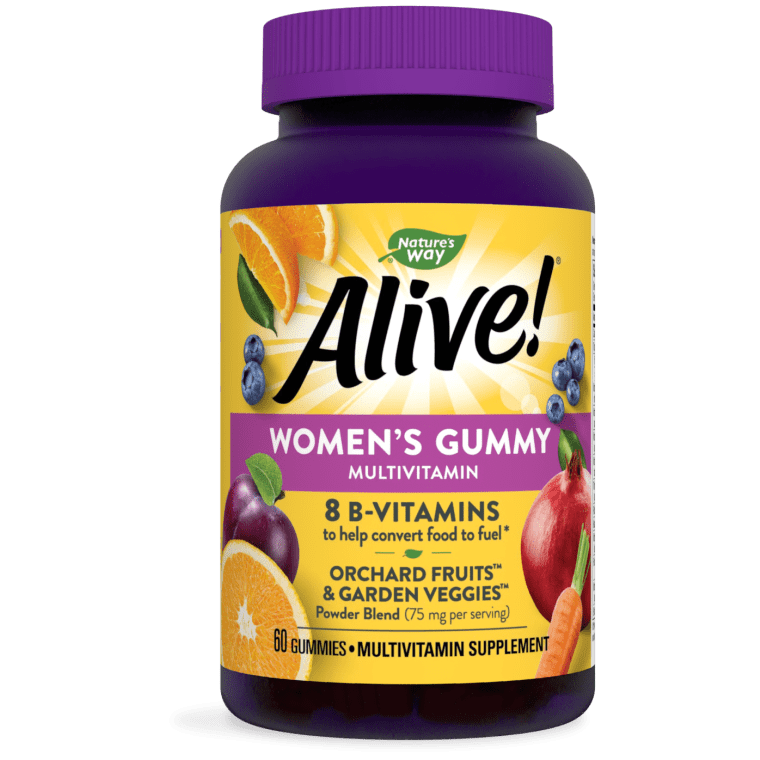 Nature's
Way
Alive!®
WOMEN'S GUMMY
MULTIVITAMIN
8 B-VITAMINS
to help convert food to fuel*
ORCHARD FRUITS™
& GARDEN VEGGIES™
Powder Blend (75 mg per serving)
60 GUMMIES • MULTIVITAMIN SUPPLEMENT